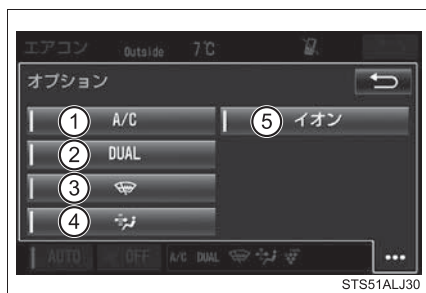 エアコン Outside 7℃
オプション
① A/C ⑤ イオン
② DUAL
③
④
AUTO OFF A/C DUAL
STS51ALJ30